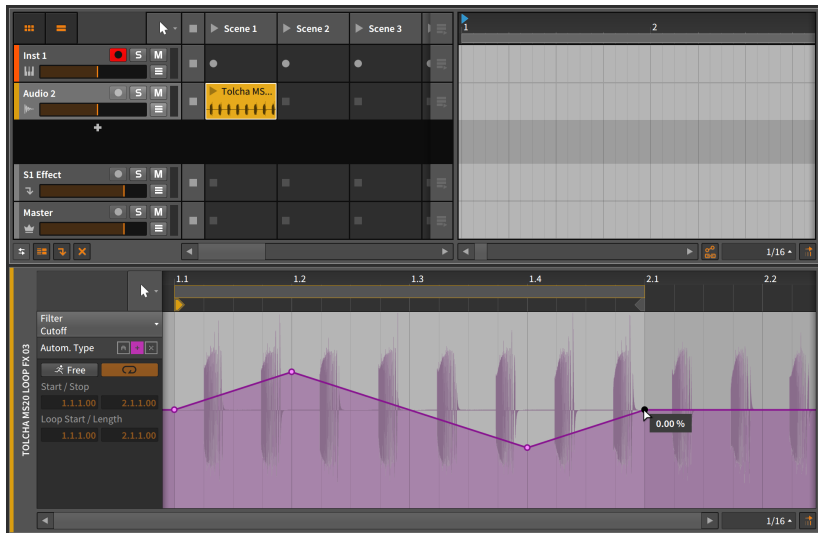 Scene 1
Scene 2
Scene 3
1
2
Inst 1
S
M
Audio 2
S
M
Tolcha MS...
S1 Effect
S
M
Master
S
M
1/16
1.1
1.2
1.3
1.4
2.1
2.2
Filter
Cutoff
Autom. Type
Free
Start / Stop
1.1.1.00
2.1.1.00
Loop Start / Length
1.1.1.00
2.1.1.00
TOLCHA MS20 LOOP FX 03
0.00 %
1/16